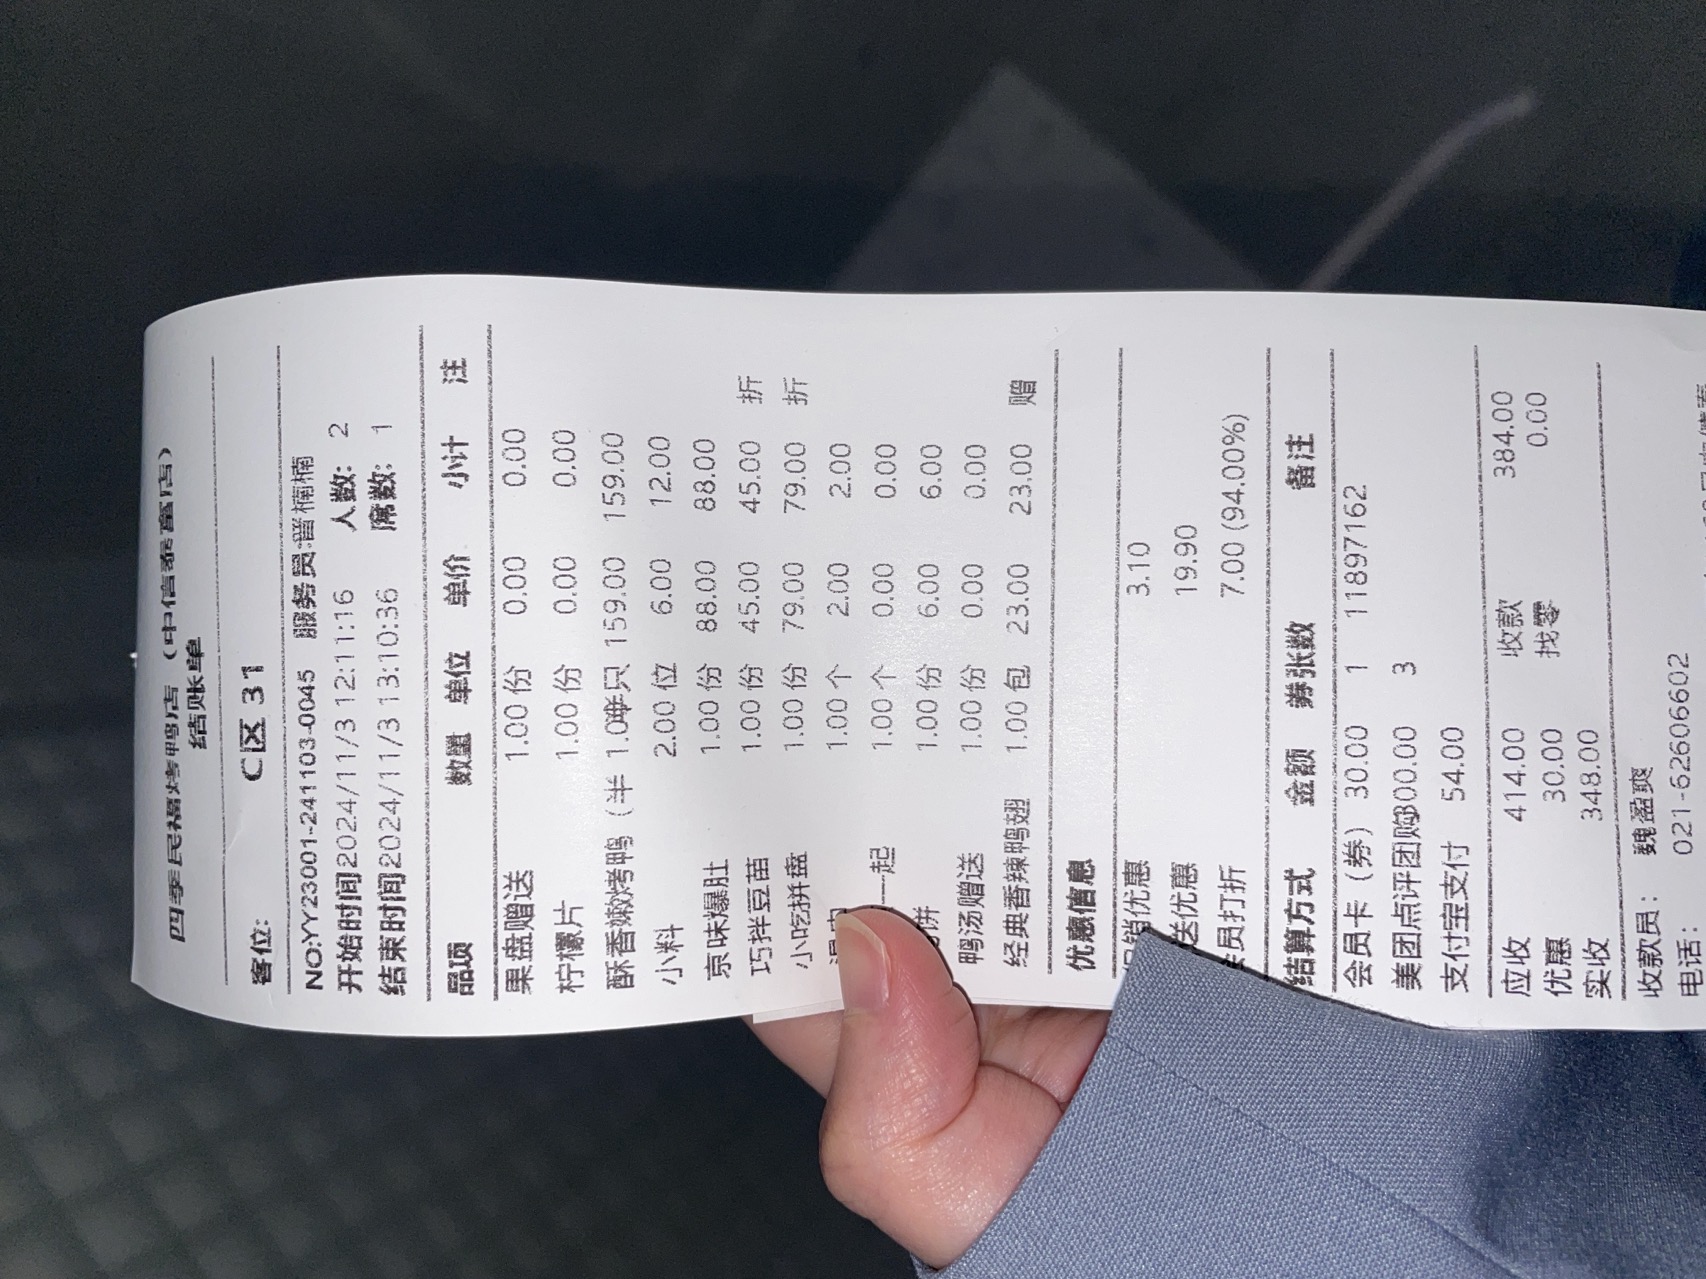 四季民福烤鸭店（中信泰富店）
结账单
客位： C区 31
NO:YY23001-241103-0045 服务员:晋楠楠
开始时间2024/11/3 12:11:16 人数： 2
结束时间2024/11/3 13:10:36 席数： 1
品项 数量 单位 单价 小计 注
果盘赠送 1.00 份 0.00 0.00
柠檬片 1.00 份 0.00 0.00
酥香嫩烤鸭（半 1.00半只 159.00 159.00
小料 2.00 位 6.00 12.00
京味爆肚 1.00 份 88.00 88.00
巧拌豆苗 1.00 份 45.00 45.00 折
小吃拼盘 1.00 份 79.00 79.00 折
1.00 个 2.00 2.00
一起 1.00 个 0.00 0.00
饼 1.00 份 6.00 6.00
鸭汤赠送 1.00 份 0.00 0.00
经典香辣鸭翅 1.00 包 23.00 23.00 赠
优惠信息
销优惠 3.10
送优惠 19.90
员打折 7.00 (94.00%)
结算方式 金额 券张数 备注
会员卡（券） 30.00 1 11897162
美团点评团购300.00 3
支付宝支付 54.00
应收 414.00 收款 384.00
优惠 30.00 找零 0.00
实收 348.00
收款员： 魏盈爽
电话： 021-62606602